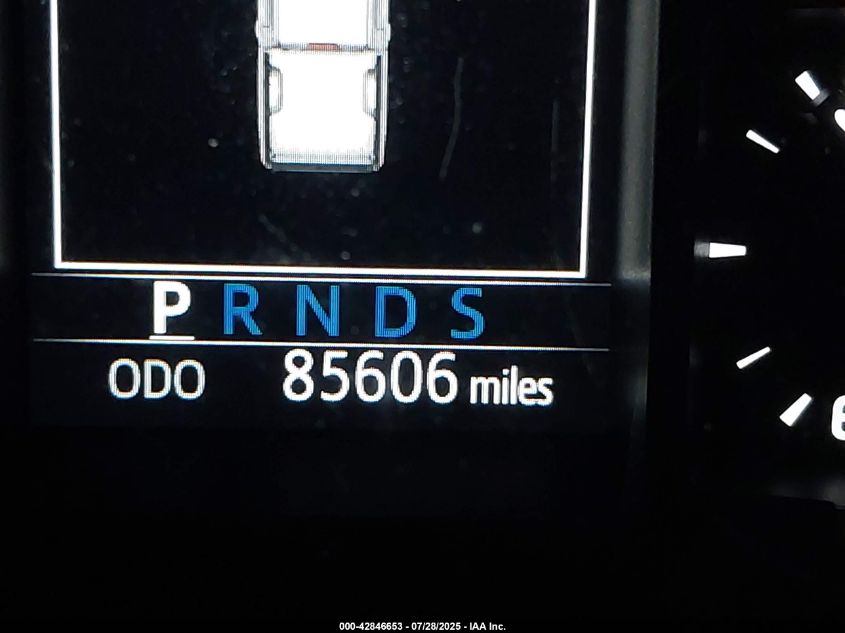 P R N D S
ODO 85606 miles
000-42846653 - 07/28/2025 - IAA Inc.